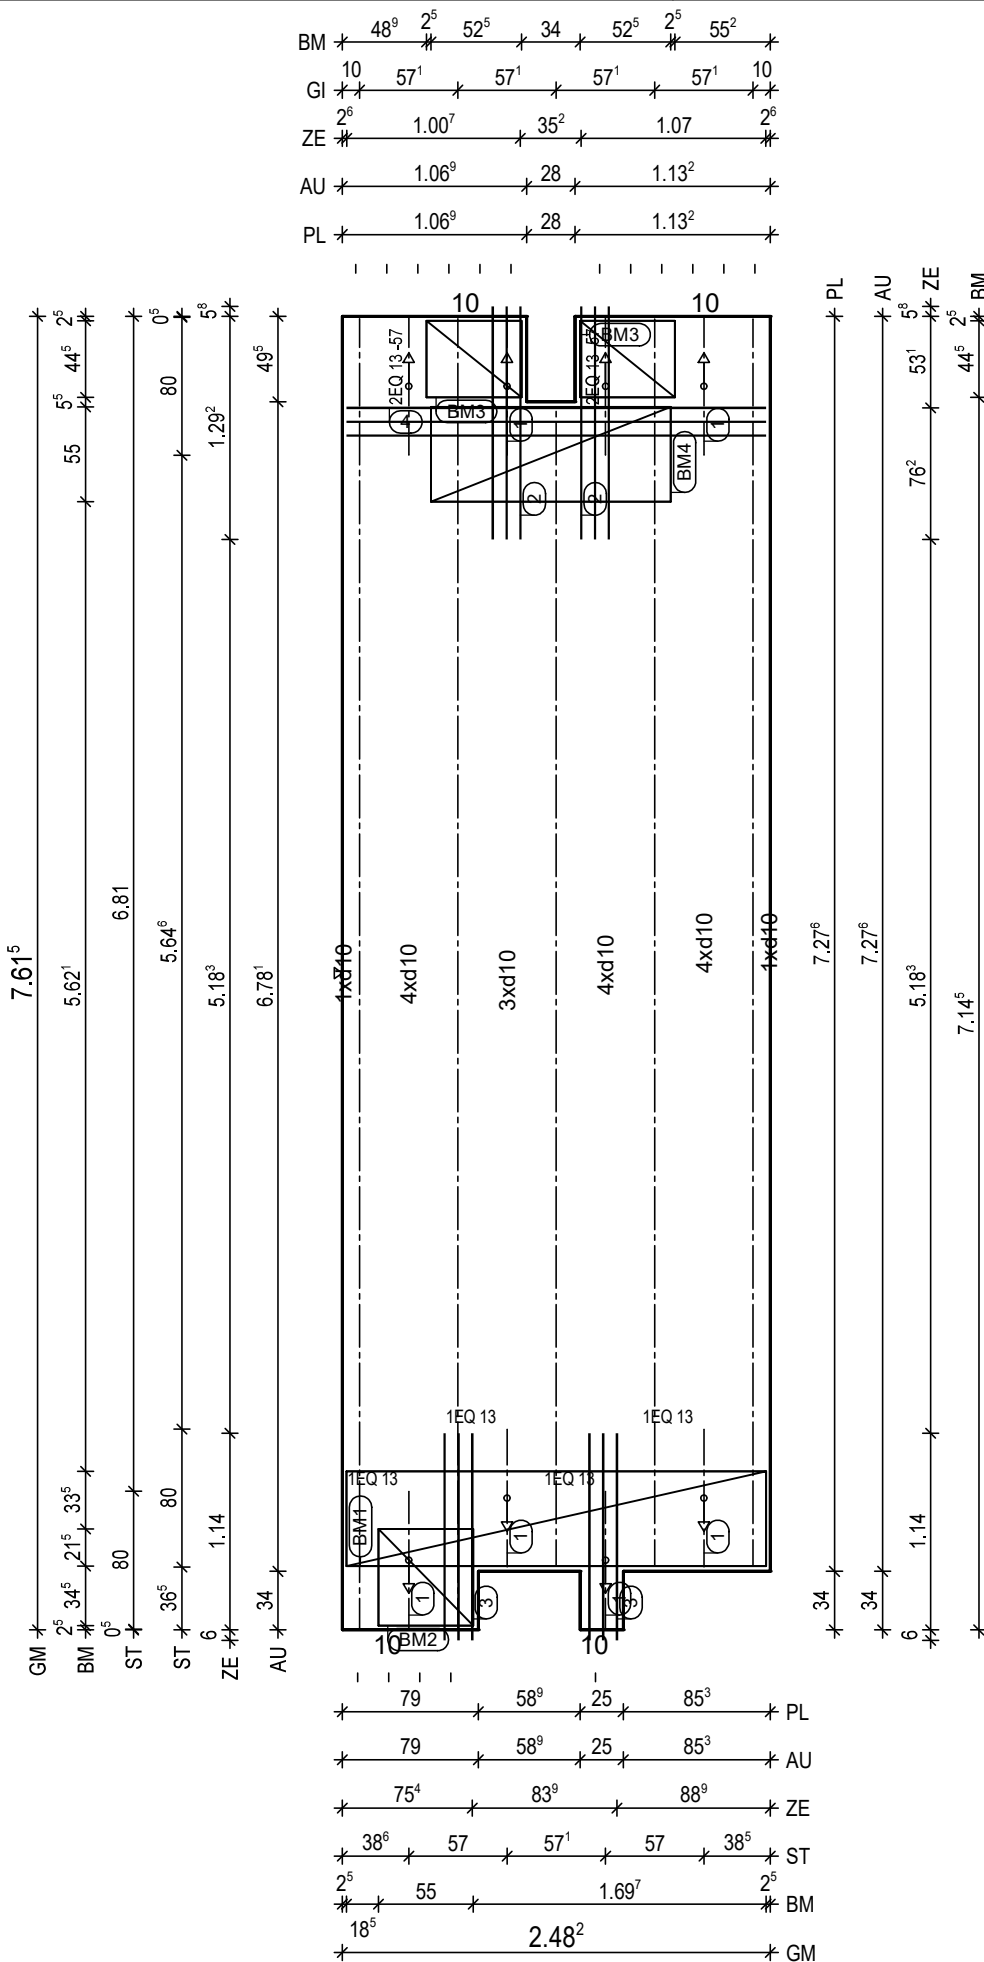 BM 48⁹ 2⁵ 52⁵ 34 52⁵ 2⁵ 55²
GI 10 57¹ 57¹ 57¹ 57¹ 10
ZE 2⁶ 1.00⁷ 35² 1.07 2⁶
AU 1.06⁹ 28 1.13²
PL 1.06⁹ 28 1.13²
10 10
GM 7.61⁵
BM 2⁵ 34⁵ 21⁵ 33⁵ 5.62¹ 55 5⁵ 44⁵ 2⁵
ST 80 6.81
ST 0⁵ 36⁵ 80 5.64⁶ 80 0⁵
ZE 6 1.14 5.18³ 1.29² 5⁸
AU 34 6.78¹ 49⁵
2EQ 13 -57
BM3
2EQ 13 -57
BM3
4
1
1
BM4
2
2
1xd10
4xd10
3xd10
4xd10
4xd10
1xd10
1EQ 13
1EQ 13
1EQ 13
1EQ 13
BM1
1
1
1
3
1
3
BM2
10 10
34 7.27⁶ PL
34 7.27⁶ AU
6 1.14 5.18³ 76² 53¹ 5⁸ ZE
7.14⁵ 44⁵ 2⁵ BM
79 58⁹ 25 85³ PL
79 58⁹ 25 85³ AU
75⁴ 83⁹ 88⁹ ZE
38⁶ 57 57¹ 57 38⁵ ST
2⁵ 18⁵ 55 1.69⁷ 2⁵ BM
2.48² GM